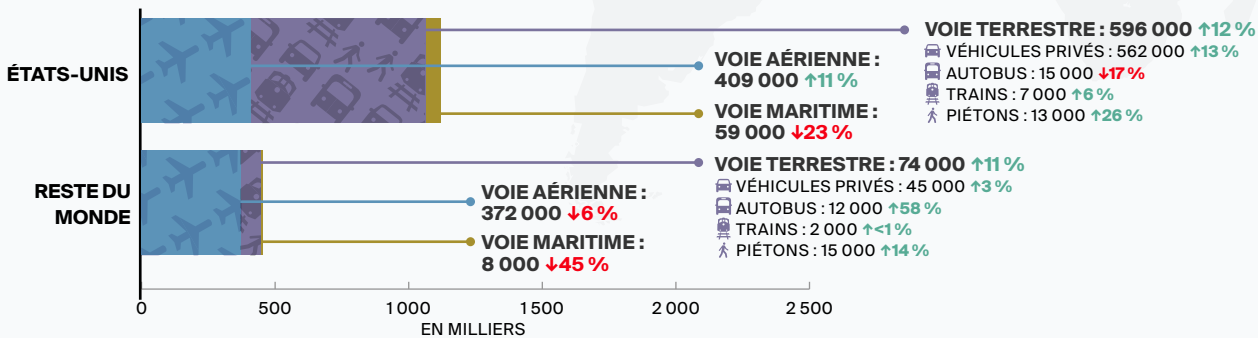 ÉTATS-UNIS
VOIE TERRESTRE : 596 000 ↑12 %
VÉHICULES PRIVÉS : 562 000 ↑13 %
AUTOBUS : 15 000 ↓17 %
TRAINS : 7 000 ↑6 %
PIÉTONS : 13 000 ↑26 %
VOIE AÉRIENNE :
409 000 ↑11 %
VOIE MARITIME :
59 000 ↓23 %
RESTE DU
MONDE
VOIE TERRESTRE : 74 000 ↑11 %
VÉHICULES PRIVÉS : 45 000 ↑3 %
AUTOBUS : 12 000 ↑58 %
TRAINS : 2 000 ↑<1 %
PIÉTONS : 15 000 ↑14 %
VOIE AÉRIENNE :
372 000 ↓6 %
VOIE MARITIME :
8 000 ↓45 %
0 500 1 000 1 500 2 000 2 500
EN MILLIERS